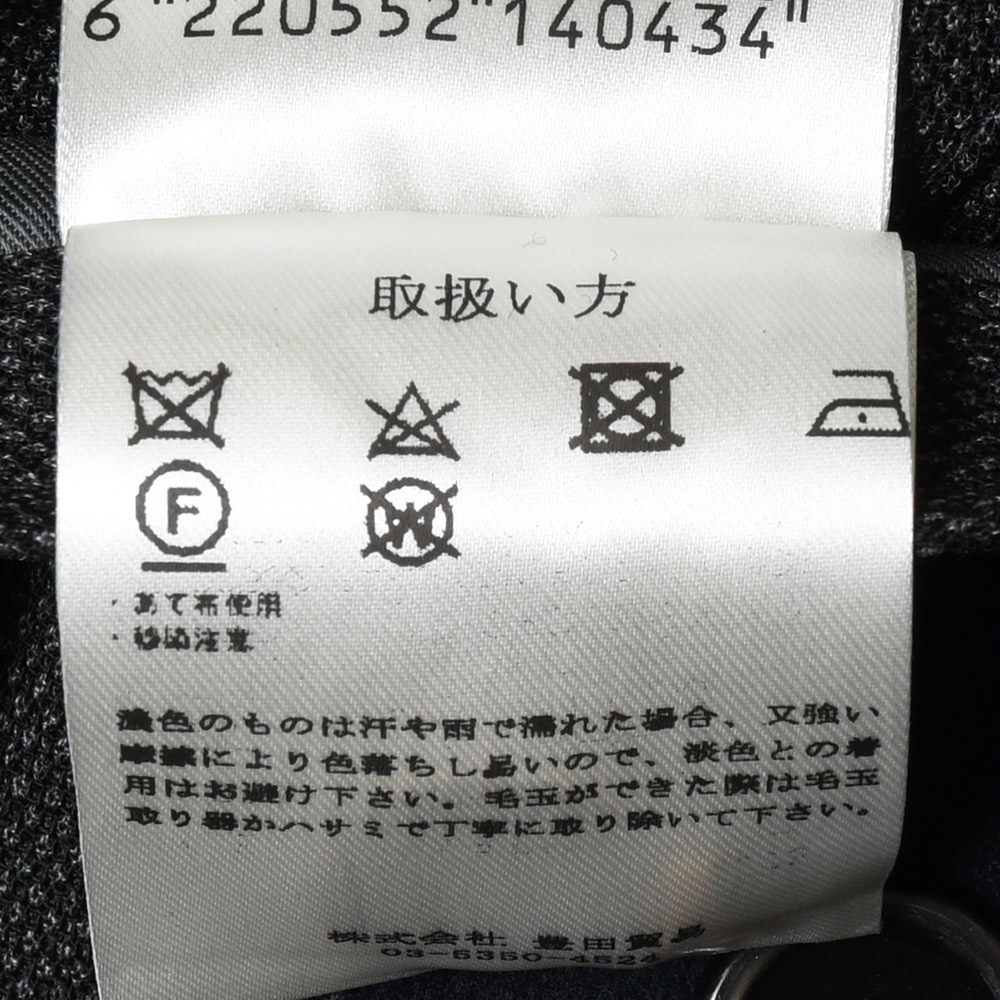 6 "220552"140434"
取扱い方
F
W
・あて布使用
・移染注意
濃色のものは汗や雨で濡れた場合、又強い
摩擦により色落ちし易いので、淡色との着
用はお避け下さい。毛玉ができた際は毛玉
取り器かハサミで丁寧に取り除いて下さい。
株式会社 豊田貿易
03-5350-4524